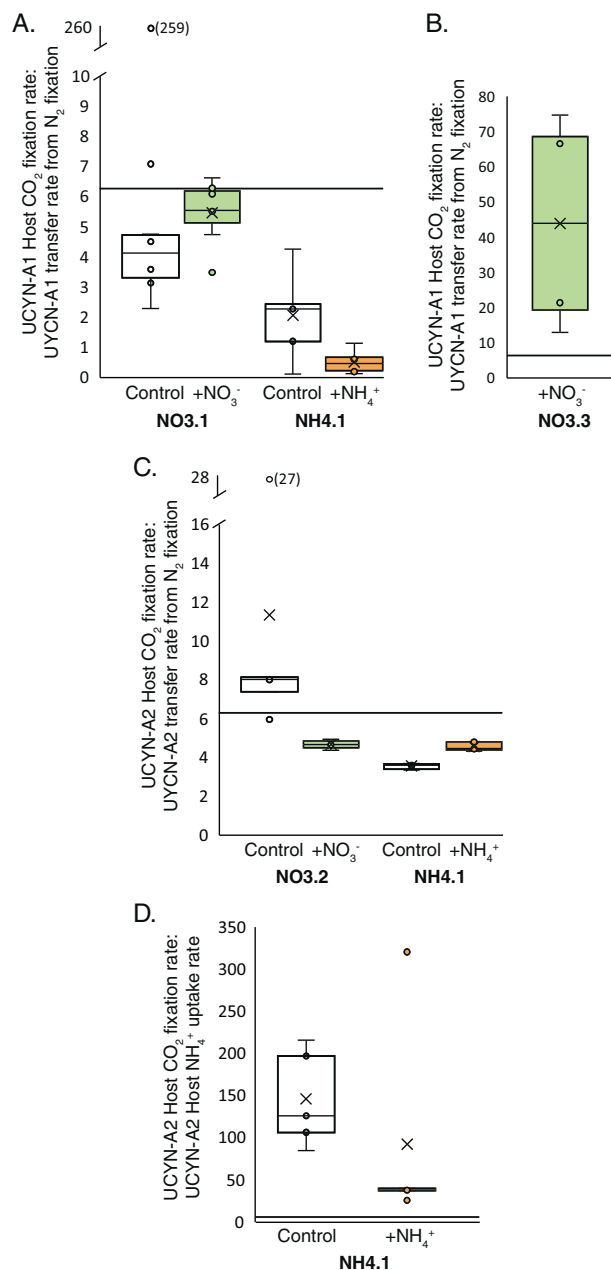 A.
260
(259)
10
9
8
7
6
5
4
3
2
1
0
UCYN-A1 Host CO₂ fixation rate:
UYCN-A1 transfer rate from N₂ fixation
Control +NO₃⁻ Control +NH₄⁺
NO3.1 NH4.1
B.
80
70
60
50
40
30
20
10
0
UCYN-A1 Host CO₂ fixation rate:
UYCN-A1 transfer rate from N₂ fixation
+NO₃⁻
NO3.3
C.
28
(27)
16
14
12
10
8
6
4
2
0
UCYN-A2 Host CO₂ fixation rate:
UYCN-A2 transfer rate from N₂ fixation
Control +NO₃⁻ Control +NH₄⁺
NO3.2 NH4.1
D.
350
300
250
200
150
100
50
0
UCYN-A2 Host CO₂ fixation rate:
UYCN-A2 Host NH₄⁺ uptake rate
Control +NH₄⁺
NH4.1